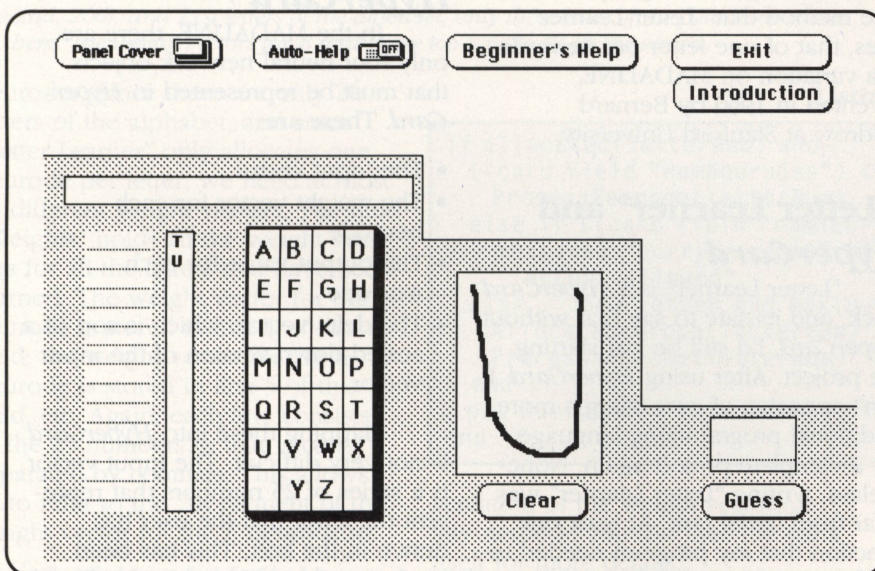 Panel Cover
Auto-Help OFF
Beginner's Help
Exit
Introduction
T
U
A B C D
E F G H
I J K L
M N O P
Q R S T
U V W X
Y Z
U
Clear
Guess